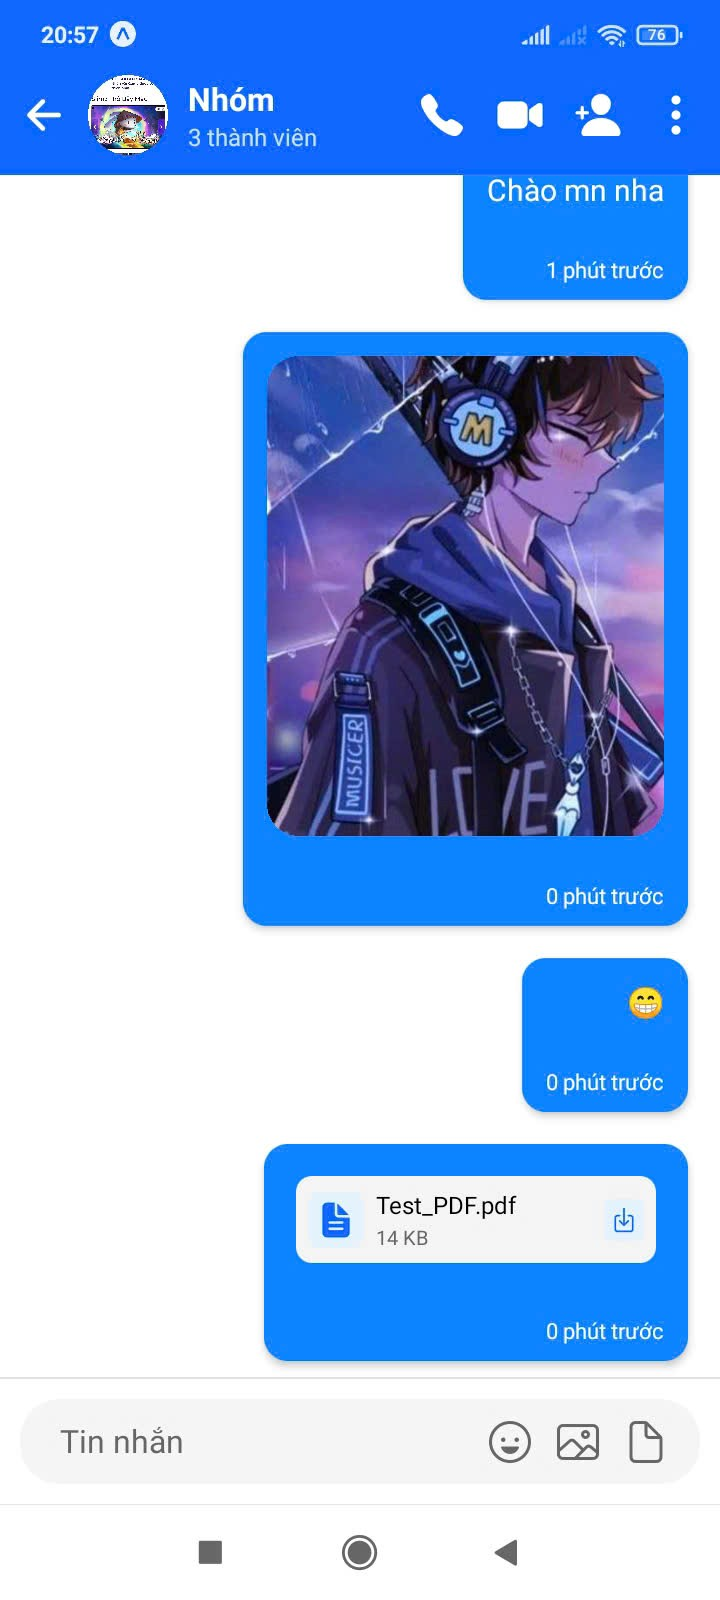 20:57
76
Nhóm
3 thành viên
Chào mn nha
1 phút trước
M
MUSICER
0 phút trước
0 phút trước
Test_PDF.pdf
14 KB
0 phút trước
Tin nhắn